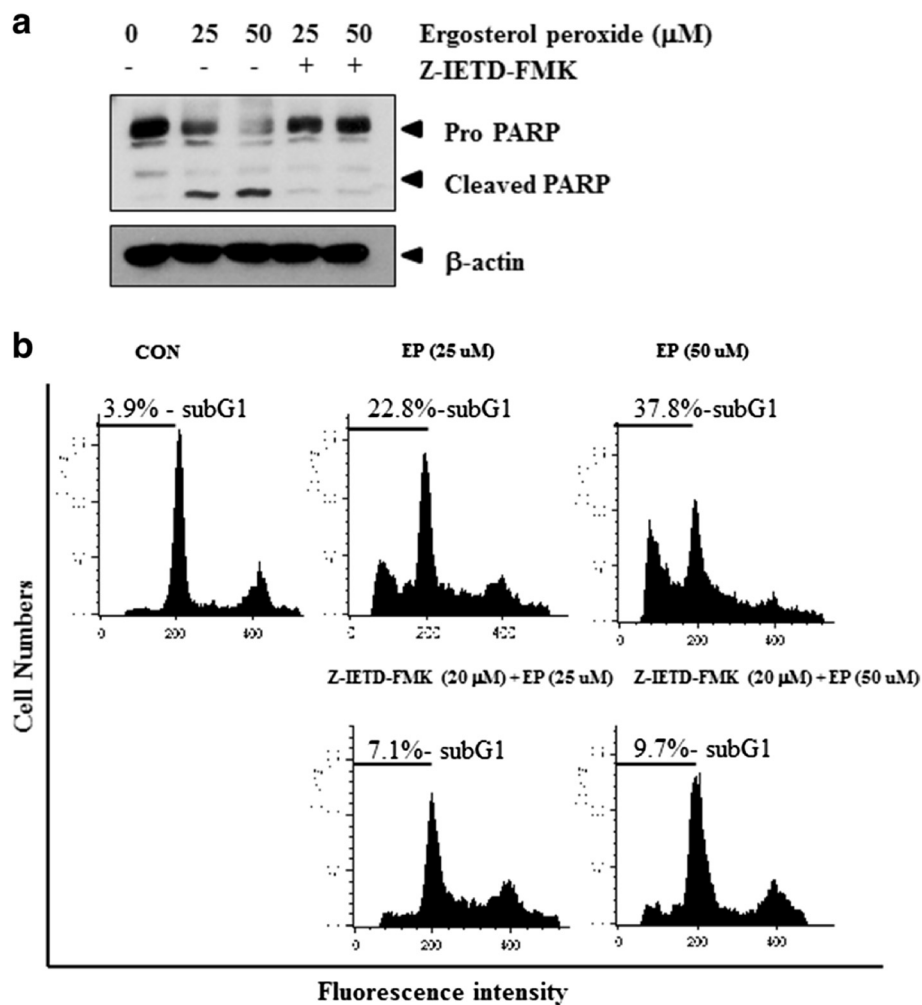 a
0 25 50 25 50 Ergosterol peroxide (μM)
- - - + + Z-IETD-FMK
Pro PARP
Cleaved PARP
β-actin
b
CON EP (25 uM) EP (50 uM)
3.9% - subG1 22.8%-subG1 37.8%-subG1
0 200 400 0 200 400 0 200 400
Z-IETD-FMK (20 μM) + EP (25 uM) Z-IETD-FMK (20 μM) + EP (50 uM)
7.1%- subG1 9.7%- subG1
0 200 400 0 200 400
Cell Numbers
Fluorescence intensity